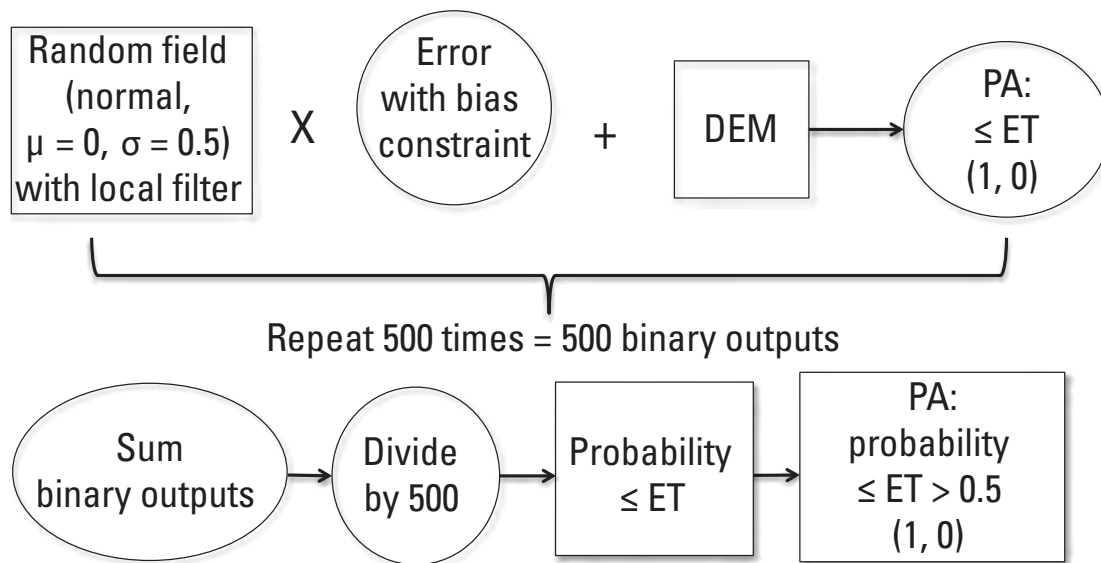 Random field
(normal,
μ = 0, σ = 0.5)
with local filter
X
Error
with bias
constraint
+
DEM
PA:
≤ ET
(1, 0)
Repeat 500 times = 500 binary outputs
Sum
binary outputs
Divide
by 500
Probability
≤ ET
PA:
probability
≤ ET > 0.5
(1, 0)